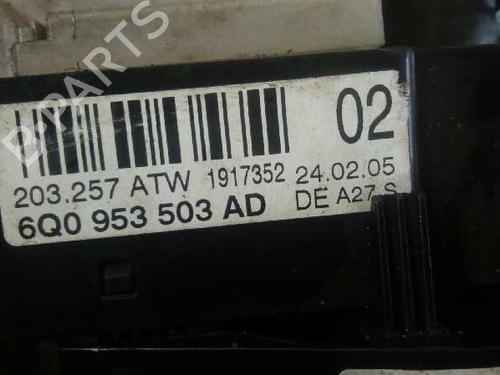 B-PARTS
02
203.257 ATW 1917352 24.02.05
6Q0 953 503 AD DE A27 S